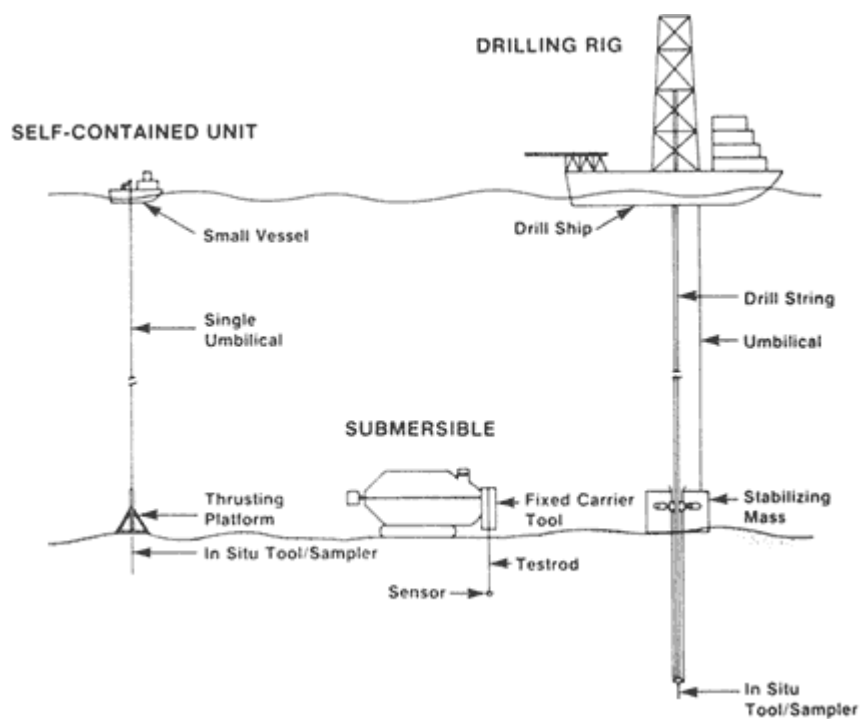 DRILLING RIG
SELF-CONTAINED UNIT
Small Vessel
Drill Ship
Drill String
Single
Umbilical
Umbilical
SUBMERSIBLE
Thrusting
Platform
Fixed Carrier
Tool
Stabilizing
Mass
In Situ Tool/Sampler
Testrod
Sensor
In Situ
Tool/Sampler